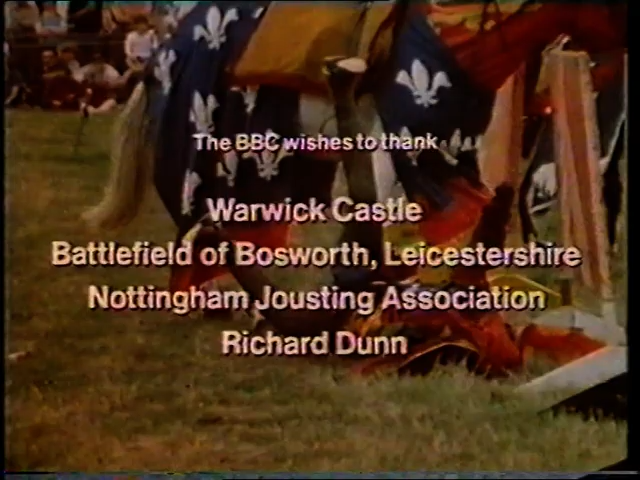 The BBC wishes to thank
Warwick Castle
Battlefield of Bosworth, Leicestershire
Nottingham Jousting Association
Richard Dunn